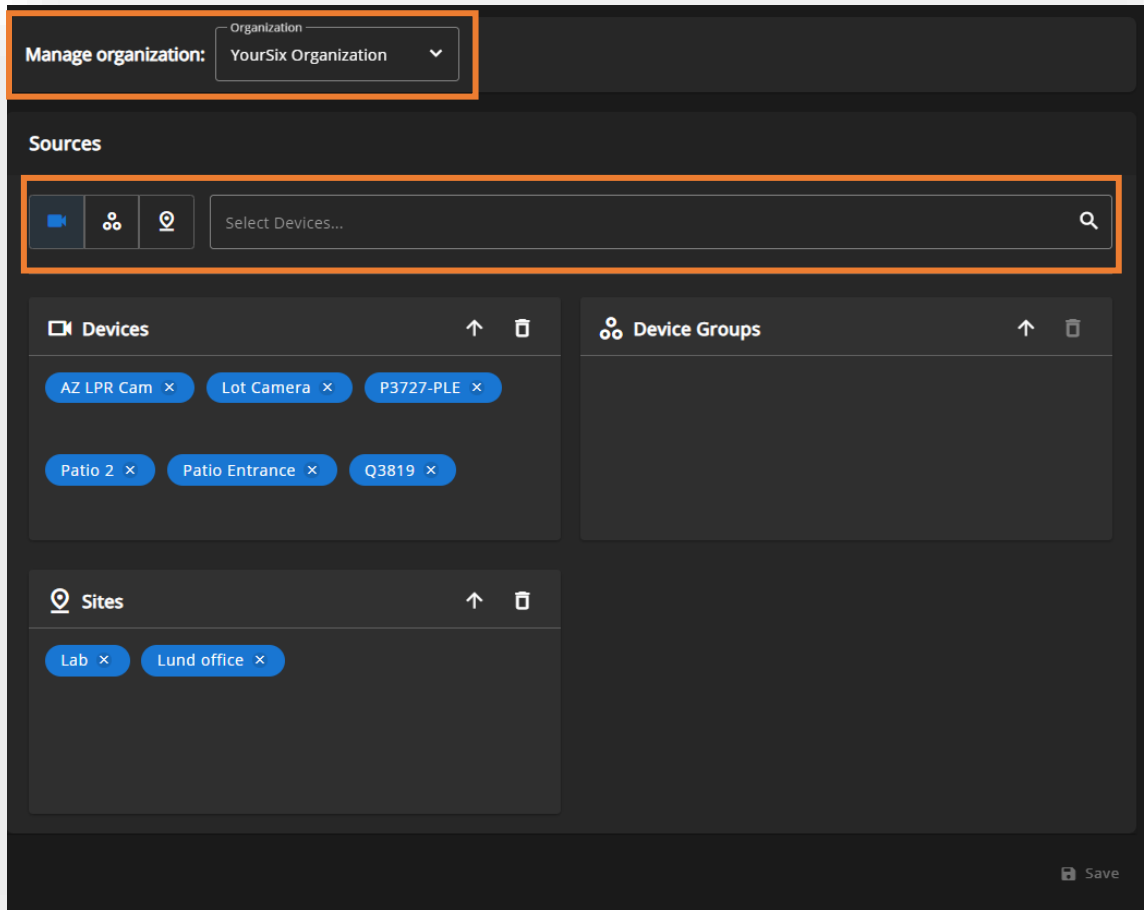 Organization
Manage organization: YourSix Organization
Sources
Select Devices...
Devices
Device Groups
AZ LPR Cam × Lot Camera × P3727-PLE ×
Patio 2 × Patio Entrance × Q3819 ×
Sites
Lab × Lund office ×
Save